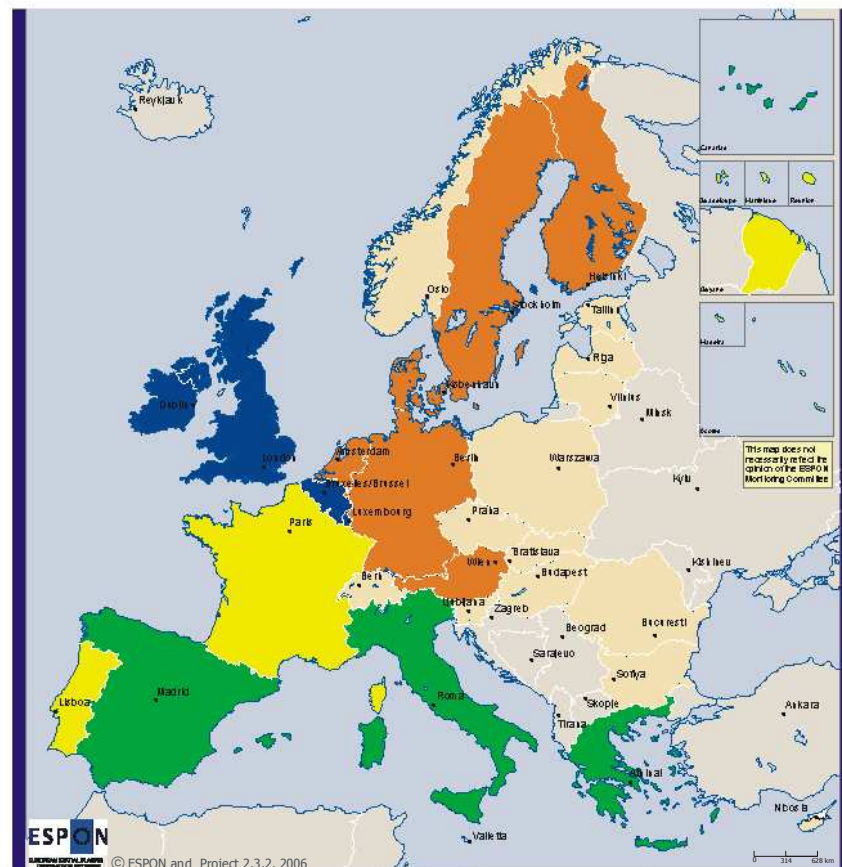 Reykjavik
Canarias
Guadeloupe
Martinique
Reunion
Guyane
Oslo
Helsinki
Stockholm
Tallinn
Madeira
Riga
København
Vilnius
Minsk
Dublin
London
Amsterdam
Berlin
Warszawa
This map does not
necessarily reflect the
opinion of the ESPON
Monitoring Committee
Bruxelles/Brussel
Kyiv
Luxembourg
Paris
Praha
Wien
Bratislava
Kishinev
Bern
Budapest
Ljubljana
Zagreb
Beograd
Bucuresti
Sarajevo
Sofiya
Madrid
Lisboa
Roma
Skopje
Tirana
Ankara
Athinai
Nicosia
Valletta
ESPON
© ESPON and Project 2.3.2, 2006
0 314 628 km